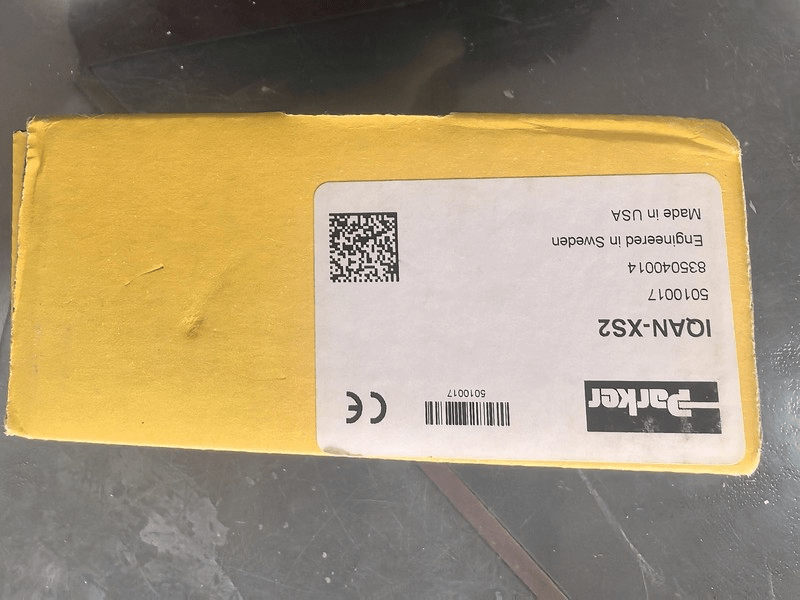 Parker
5010017
IQAN-XS2
5010017
835040014
Engineered in Sweden
Made in USA
CE